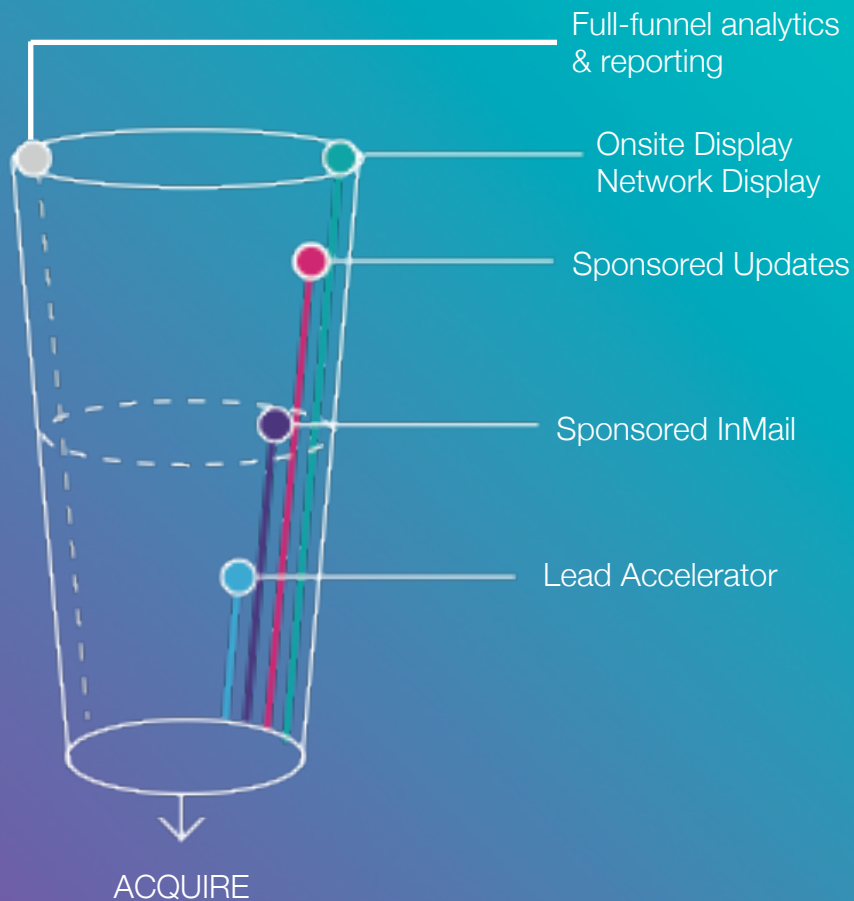 Full-funnel analytics
& reporting
Onsite Display
Network Display
Sponsored Updates
Sponsored InMail
Lead Accelerator
ACQUIRE